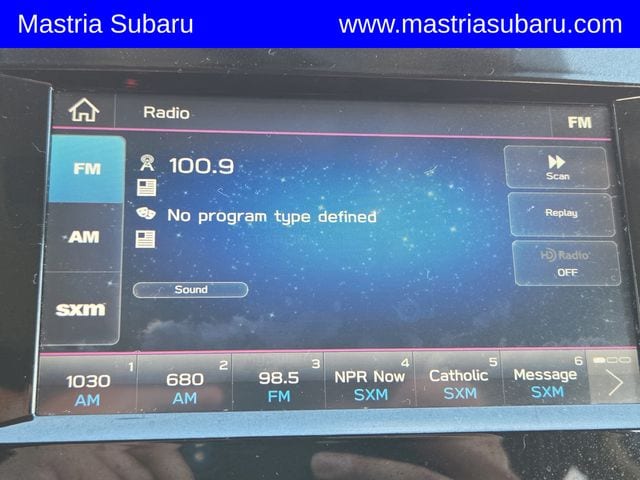 Mastria Subaru www.mastriasubaru.com
Radio FM
FM
100.9
Scan
No program type defined
Replay
AM
HD Radio
OFF
Sound
sxm
1 2 3 4 5 6
1030 680 98.5 NPR Now Catholic Message
AM AM FM SXM SXM SXM